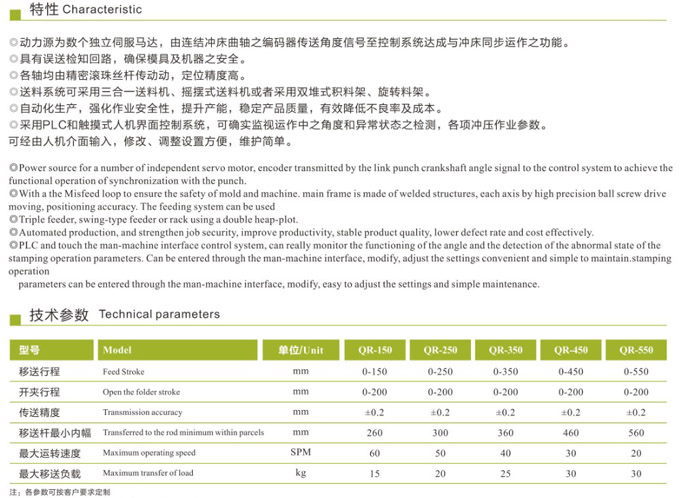 特性 Characteristic
◎动力源为数个独立伺服马达，由连结冲床曲轴之编码器传送角度信号至控制系统达成与冲床同步运作之功能。
◎具有误送检知回路，确保模具及机器之安全。
◎各轴均由精密滚珠丝杆传动动，定位精度高。
◎送料系统可采用三合一送料机、摇摆式送料机或者采用双堆式积料架、旋转料架。
◎自动化生产，强化作业安全性，提升产能，稳定产品质量，有效降低不良率及成本。
◎采用PLC和触摸式人机界面控制系统，可确实监视运作中之角度和异常状态之检测，各项冲压作业参数。
可经由人机介面输入，修改、调整设置方便，维护简单。
◎Power source for a number of independent servo motor, encoder transmitted by the link punch crankshaft angle signal to the control system to achieve the
functional operation of synchronization with the punch.
◎With a the Misfeed loop to ensure the safety of mold and machine. main frame is made of welded structures, each axis by high precision ball screw drive
moving, positioning accuracy. The feeding system can be used
◎Triple feeder, swing-type feeder or rack using a double heap-plot.
◎Automated production, and strengthen job security, improve productivity, stable product quality, lower defect rate and cost effectively.
◎PLC and touch the man-machine interface control system, can really monitor the functioning of the angle and the detection of the abnormal state of the
stamping operation parameters. Can be entered through the man-machine interface, modify, adjust the settings convenient and simple to maintain.stamping
operation
parameters can be entered through the man-machine interface, modify, easy to adjust the settings and simple maintenance.
技术参数 Technical parameters
型号 Model 单位/Unit QR-150 QR-250 QR-350 QR-450 QR-550
移送行程 Feed Stroke mm 0-150 0-250 0-350 0-450 0-550
开夹行程 Open the folder stroke mm 0-200 0-200 0-200 0-200 0-200
传送精度 Transmission accuracy mm ±0.2 ±0.2 ±0.2 ±0.2 ±0.2
移送杆最小内幅 Transferred to the rod minimum within parcels mm 260 300 360 460 560
最大运转速度 Maximum operating speed SPM 60 50 40 30 20
最大移送负载 Maximum transfer of load kg 15 20 25 30 30
注：各参数可按客户要求定制